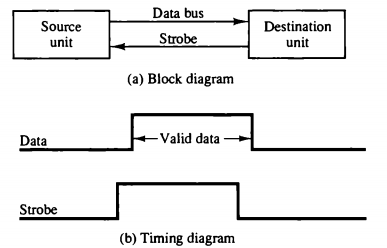 Source
unit
Data bus
Strobe
Destination
unit
(a) Block diagram
Data
Valid data
Strobe
(b) Timing diagram